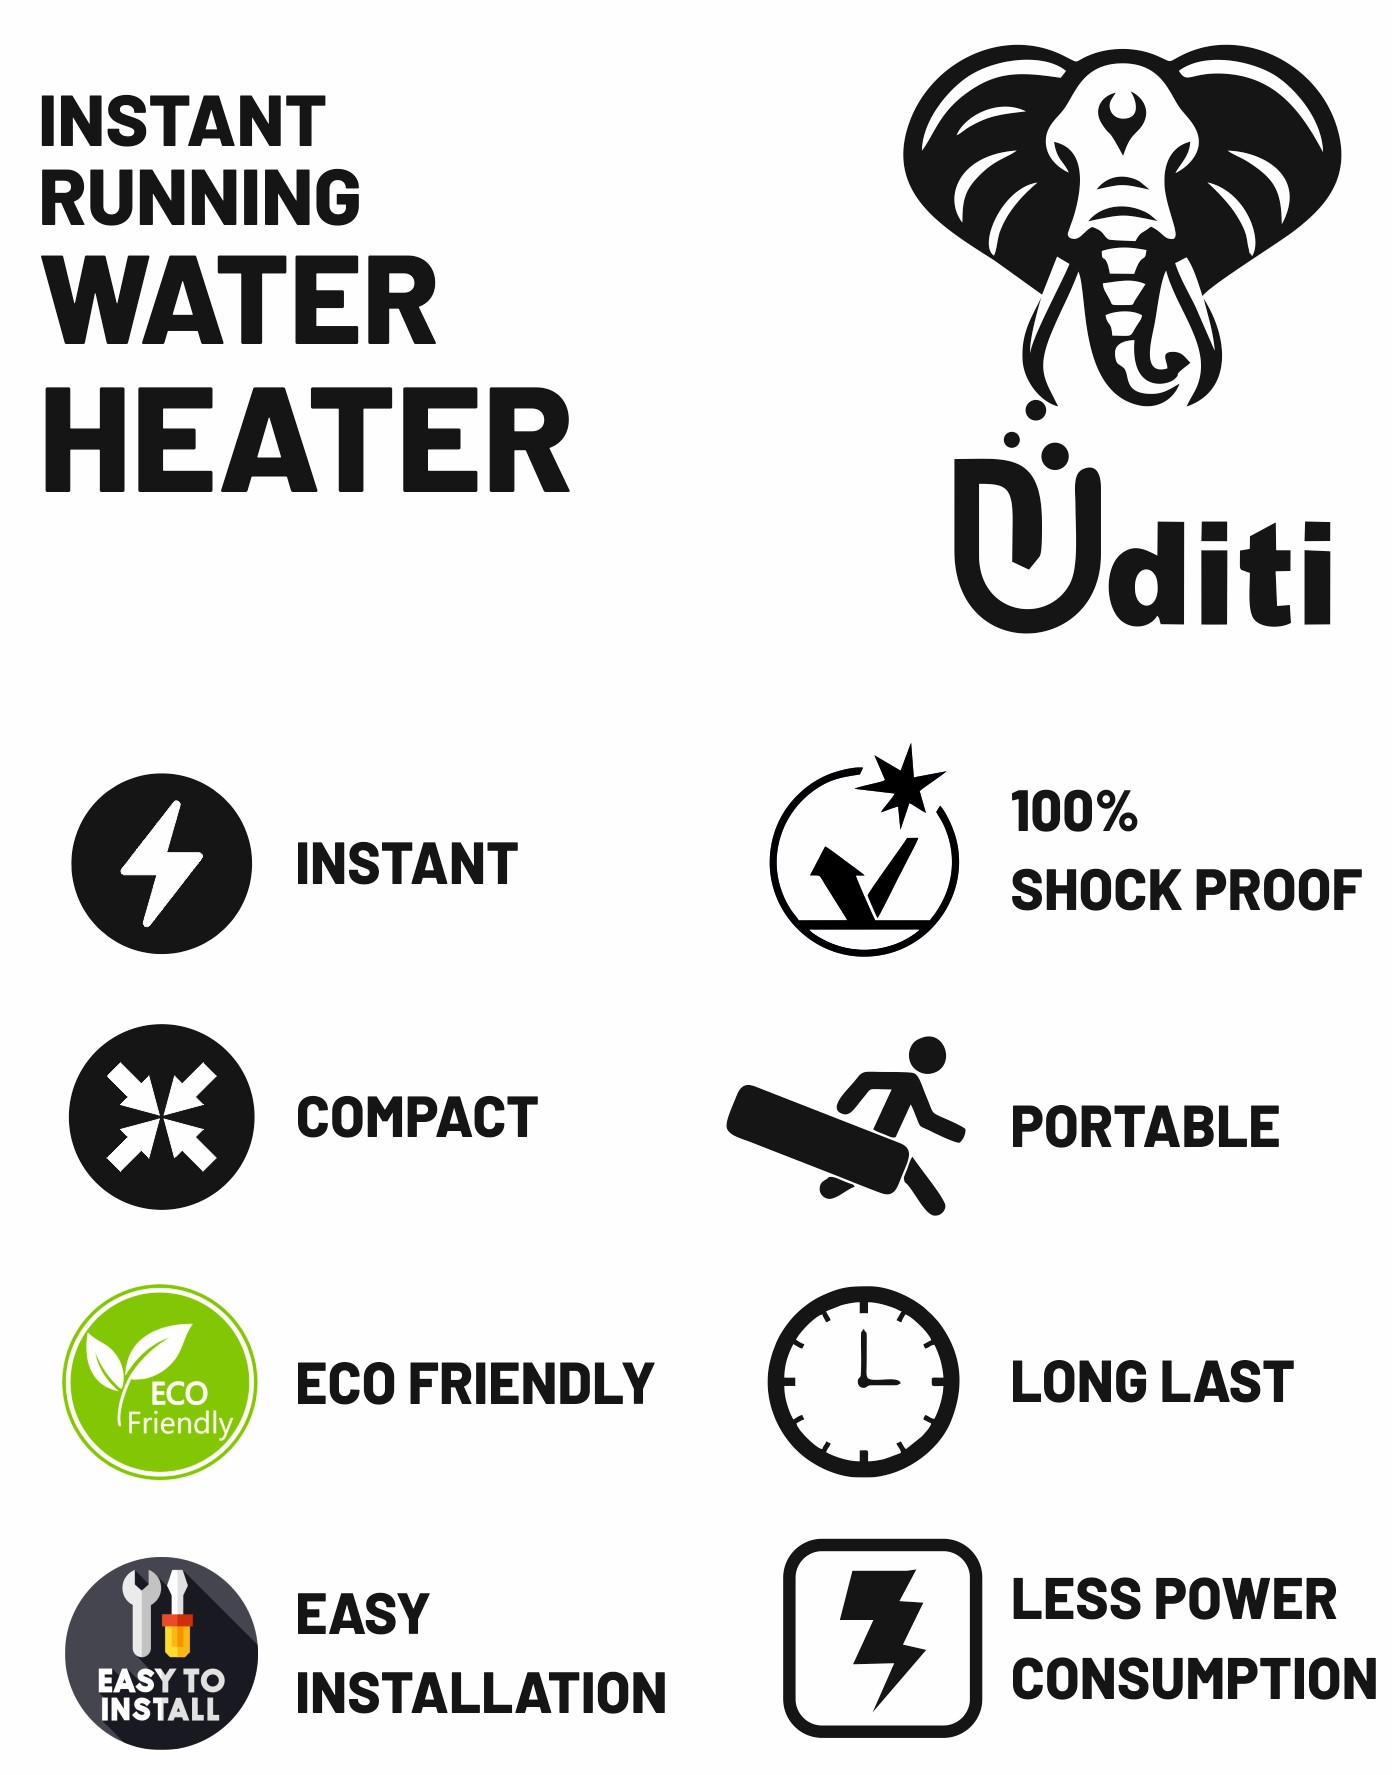 INSTANT
RUNNING
WATER
HEATER
Uditi
INSTANT
100%
SHOCK PROOF
COMPACT
PORTABLE
ECO
Friendly
ECO FRIENDLY
LONG LAST
EASY TO
INSTALL
EASY
INSTALLATION
LESS POWER
CONSUMPTION